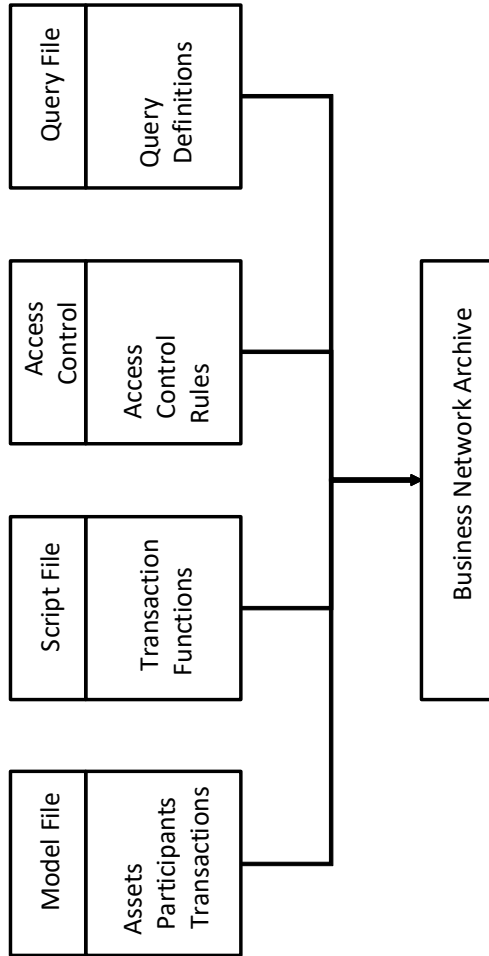 Model File
Assets
Participants
Transactions
Script File
Transaction
Functions
Access
Control
Access
Control
Rules
Query File
Query
Definitions
Business Network Archive